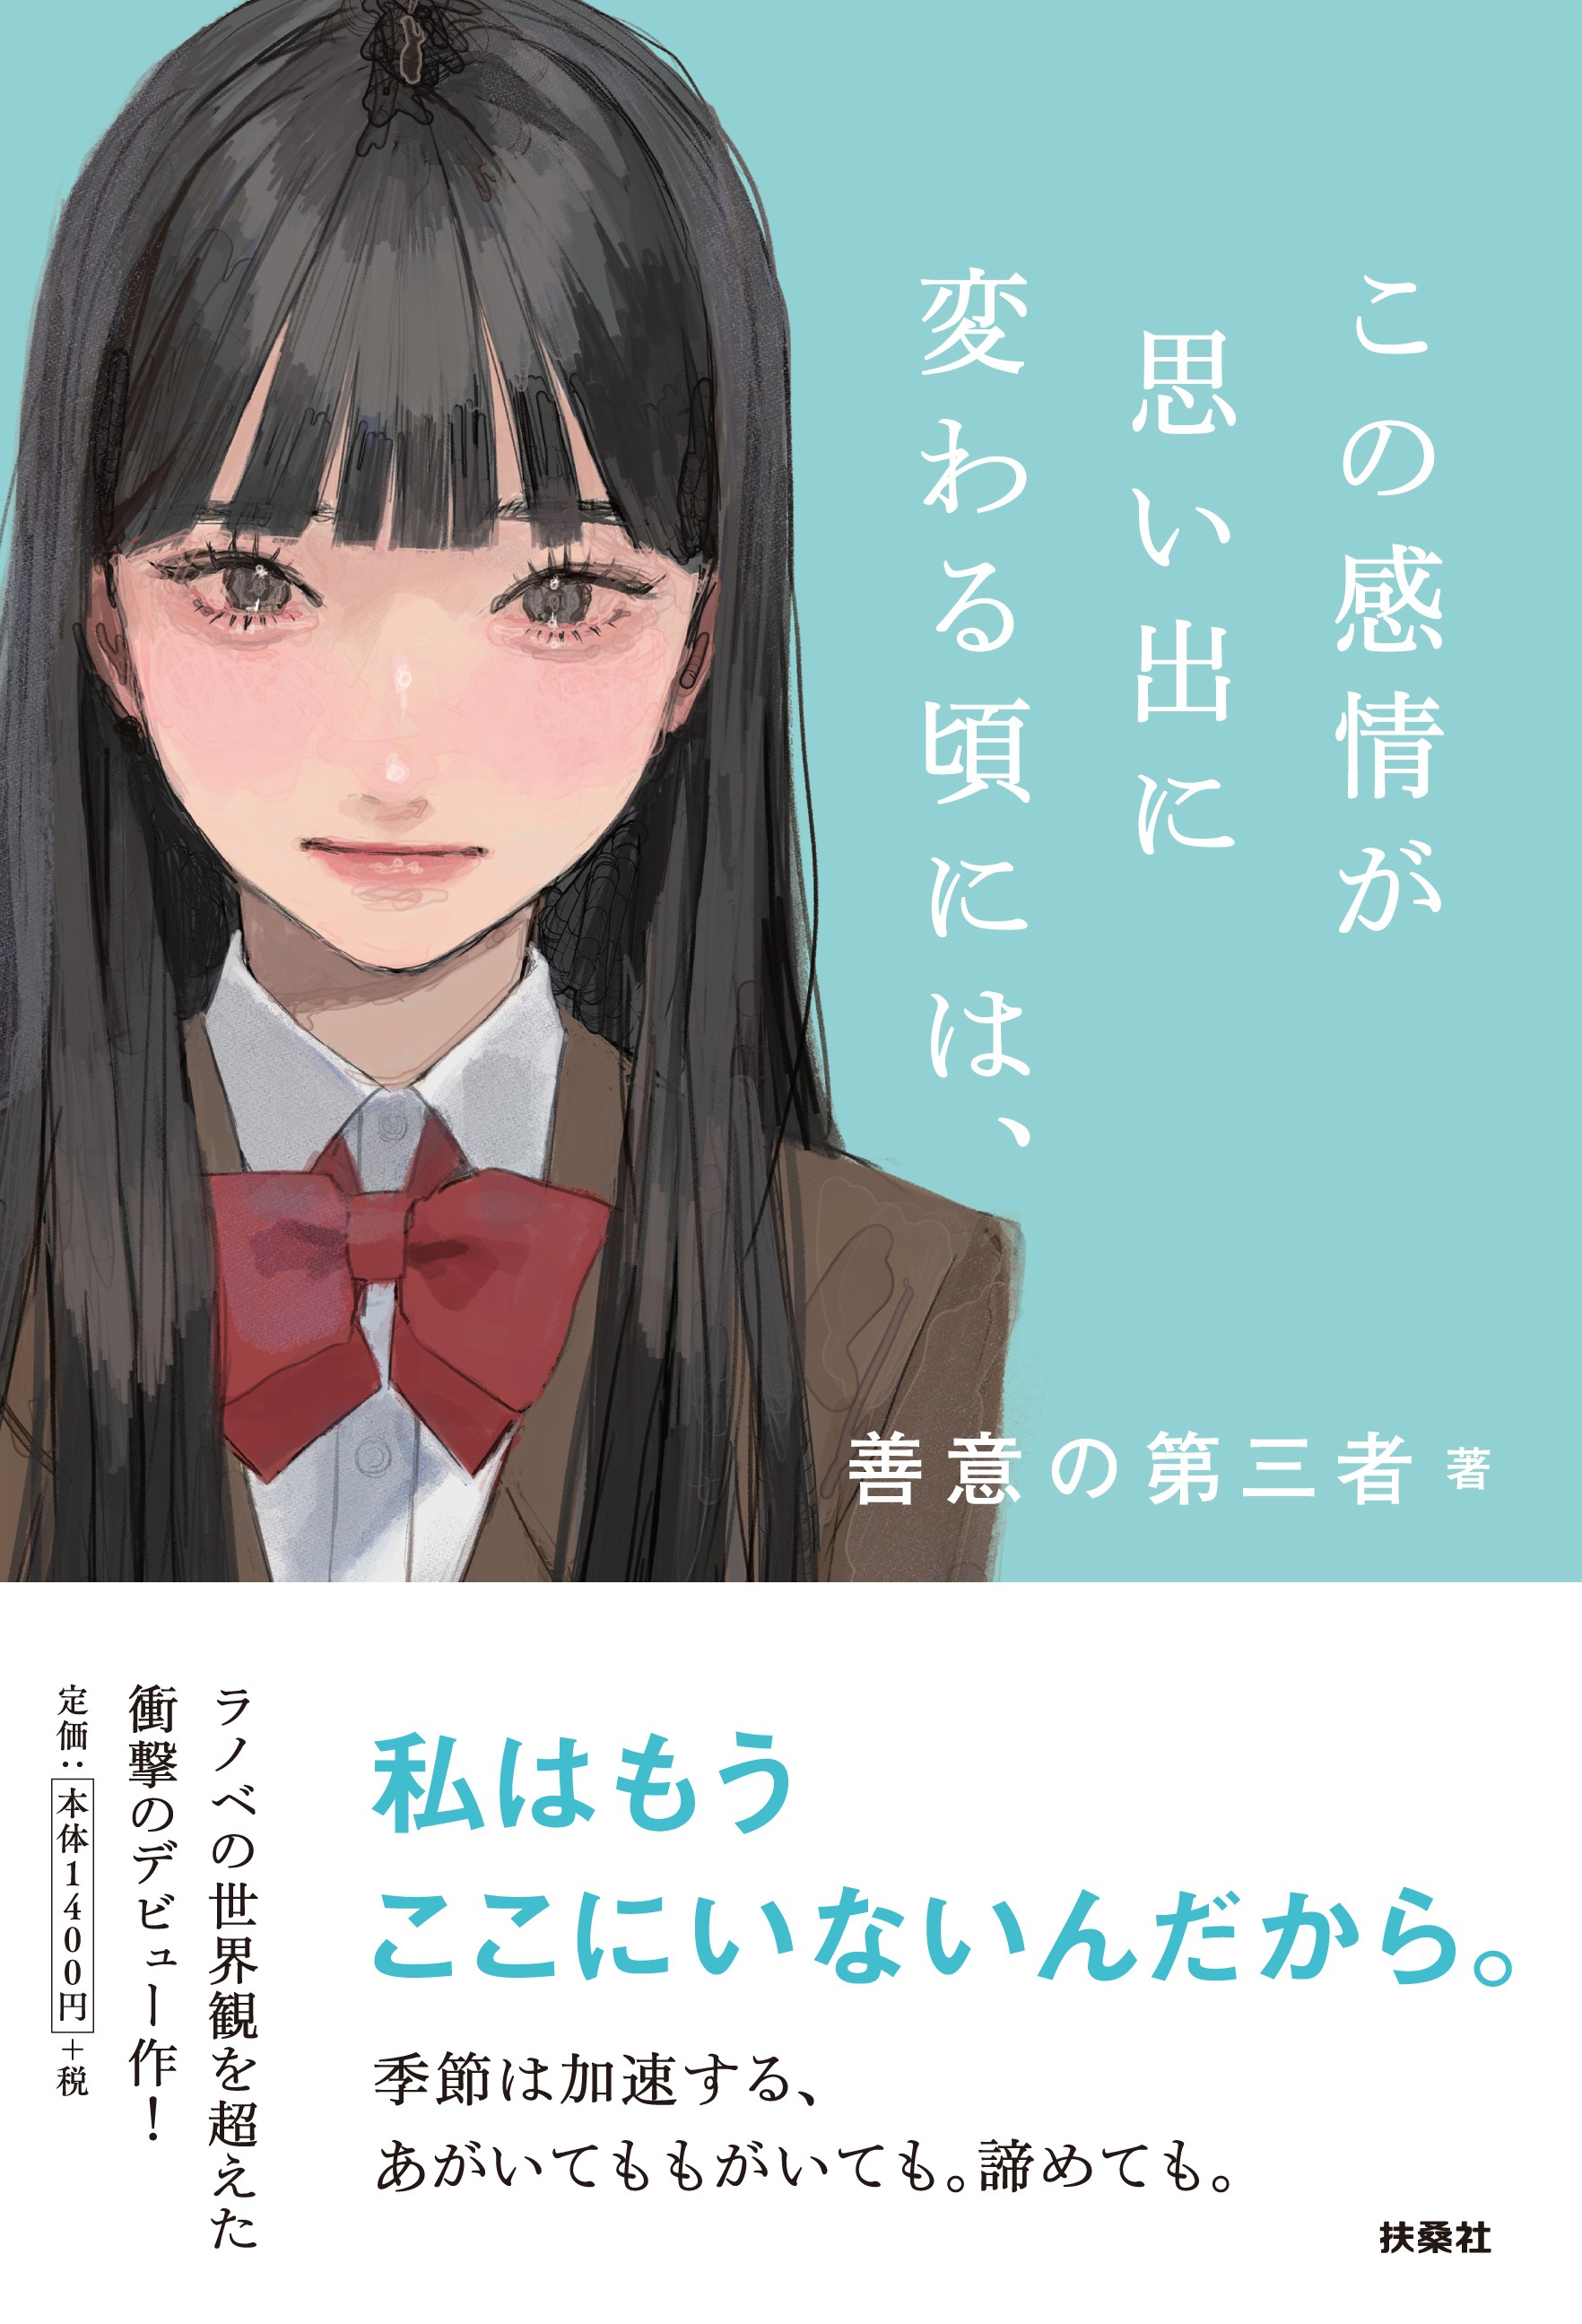 この感情が
思い出に
変わる頃には、
善意の第三者 著
私はもう
ここにいないんだから。
季節は加速する、
あがいてももがいても。諦めても。
ラノベの世界観を超えた
衝撃のデビュー作！
定価：本体1400円＋税
扶桑社